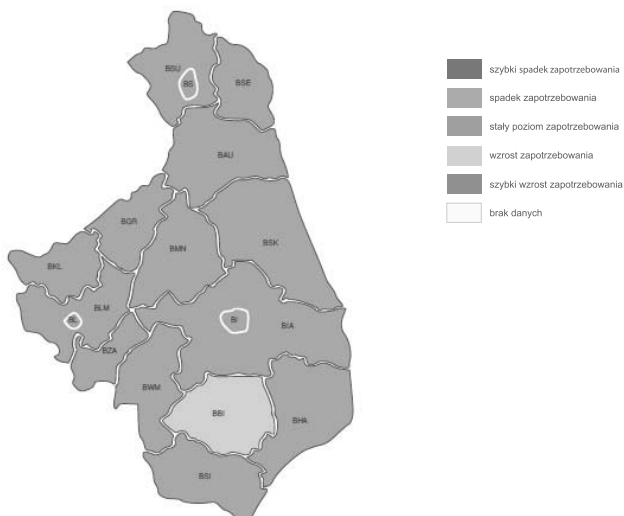 BSU
BS
BSE
BAU
BGR
BMN
BSK
BKL
BLM
BL
BI
BIA
BZA
BWM
BBI
BHA
BSI
szybki spadek zapotrzebowania
spadek zapotrzebowania
stały poziom zapotrzebowania
wzrost zapotrzebowania
szybki wzrost zapotrzebowania
brak danych